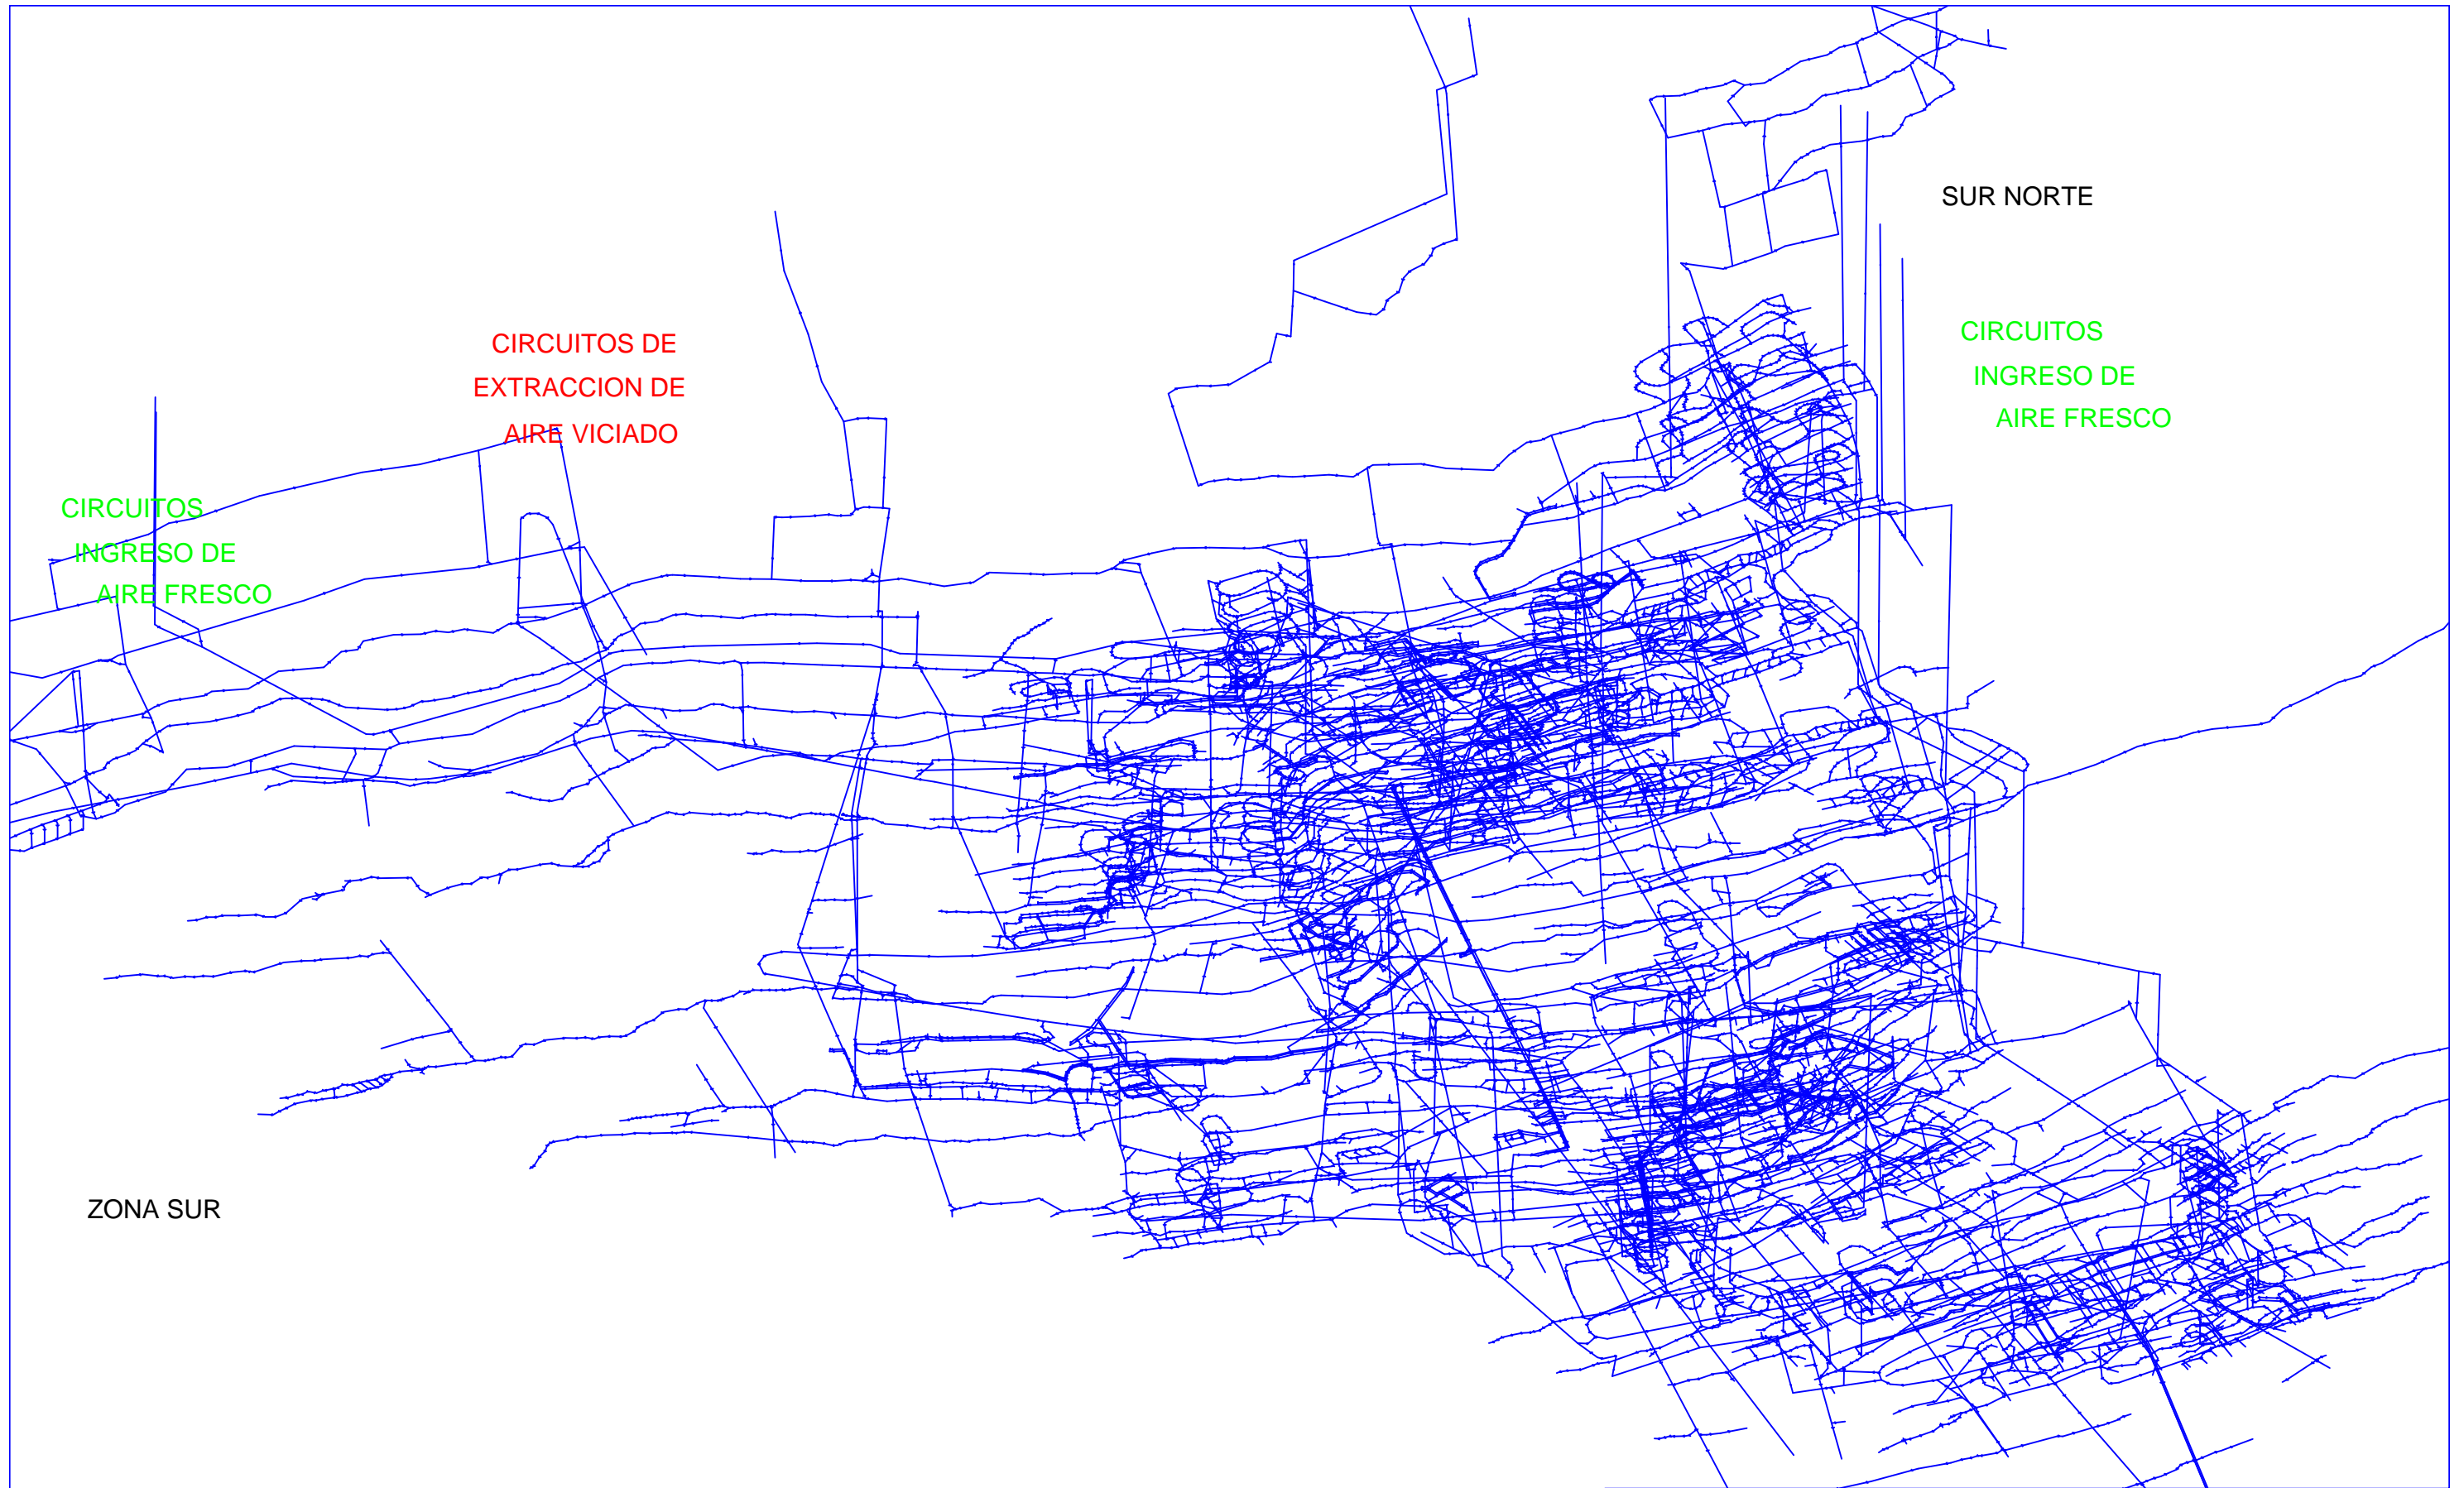 SUR NORTE
CIRCUITOS
INGRESO DE
AIRE FRESCO
CIRCUITOS DE
EXTRACCION DE
AIRE VICIADO
CIRCUITOS
INGRESO DE
AIRE FRESCO
ZONA SUR